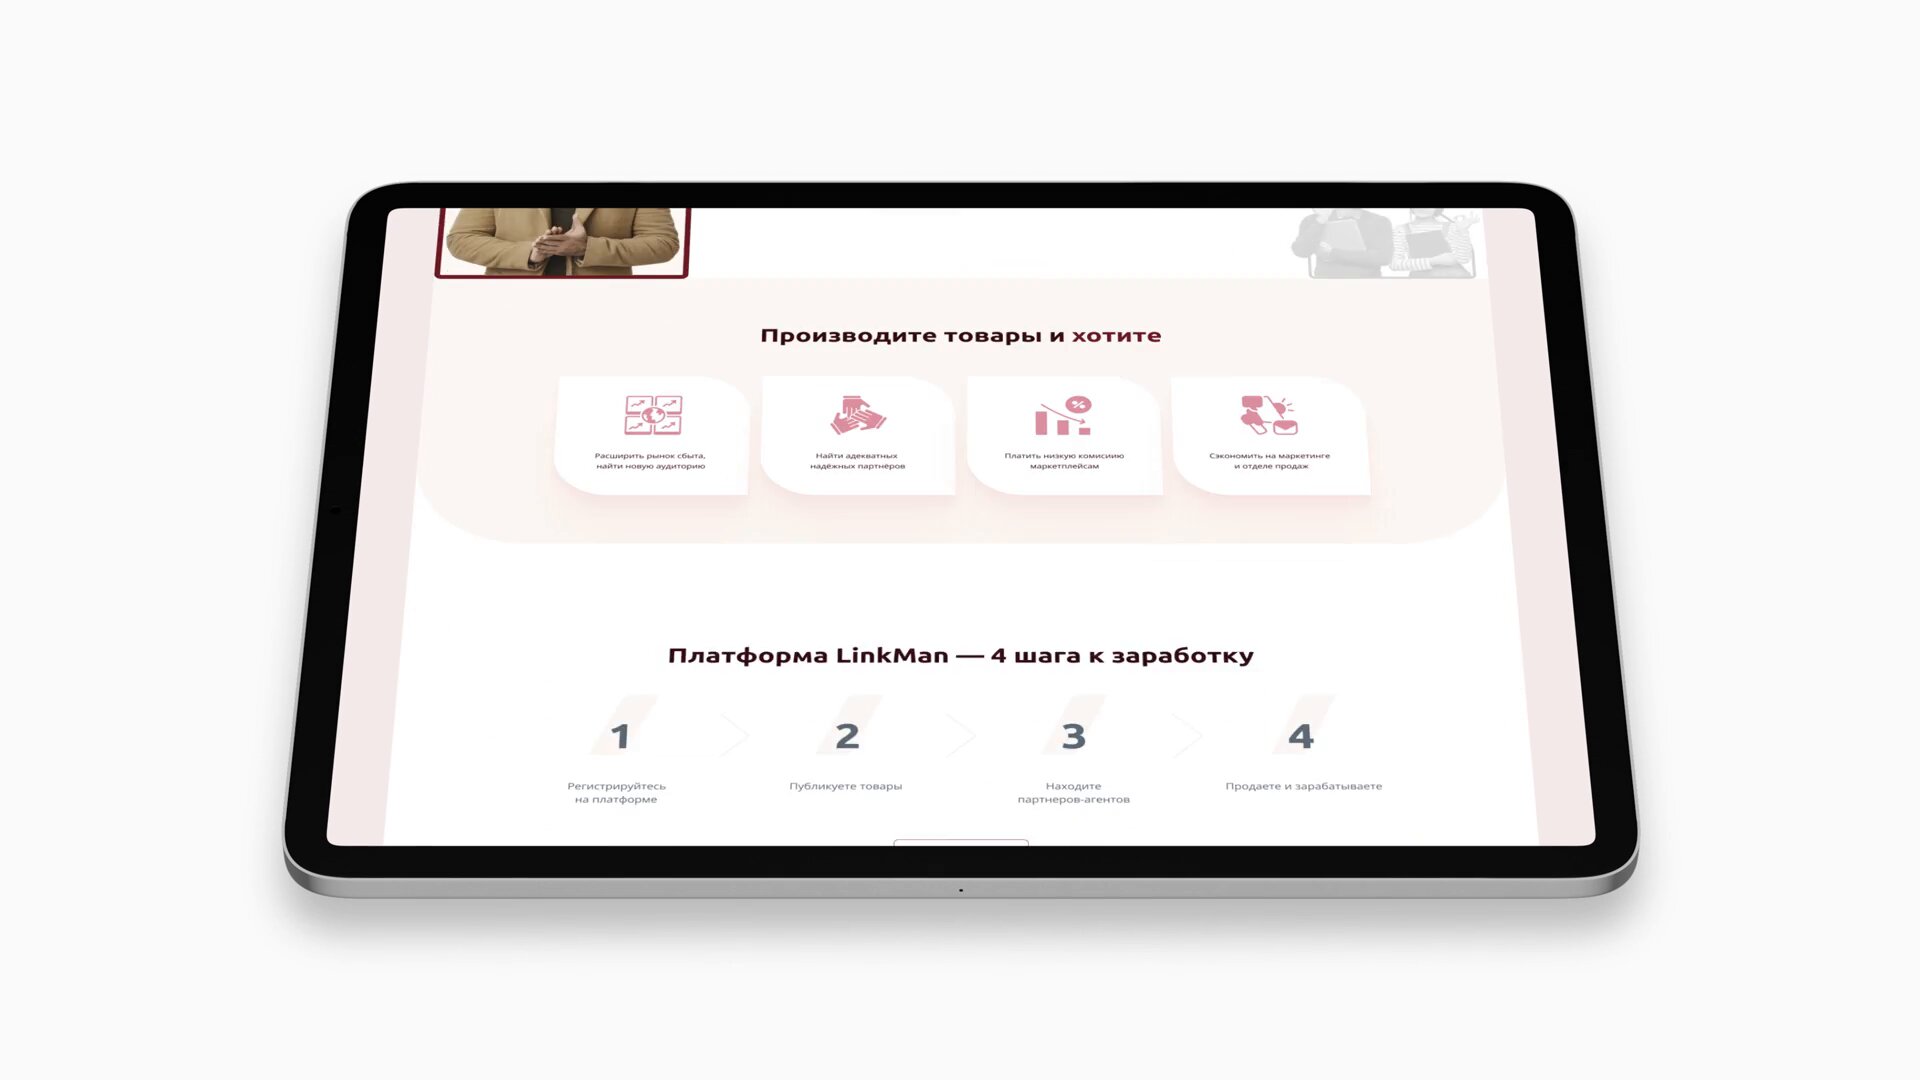 Производите товары и хотите
Расширить рынок сбыта,
найти новую аудиторию
Найти адекватных
надёжных партнёров
Платить низкую комиссию
маркетплейсам
Сэкономить на маркетинге
и отделе продаж
Платформа LinkMan — 4 шага к заработку
1
2
3
4
Регистрируйтесь
на платформе
Публикуете товары
Находите
партнеров-агентов
Продаете и зарабатываете